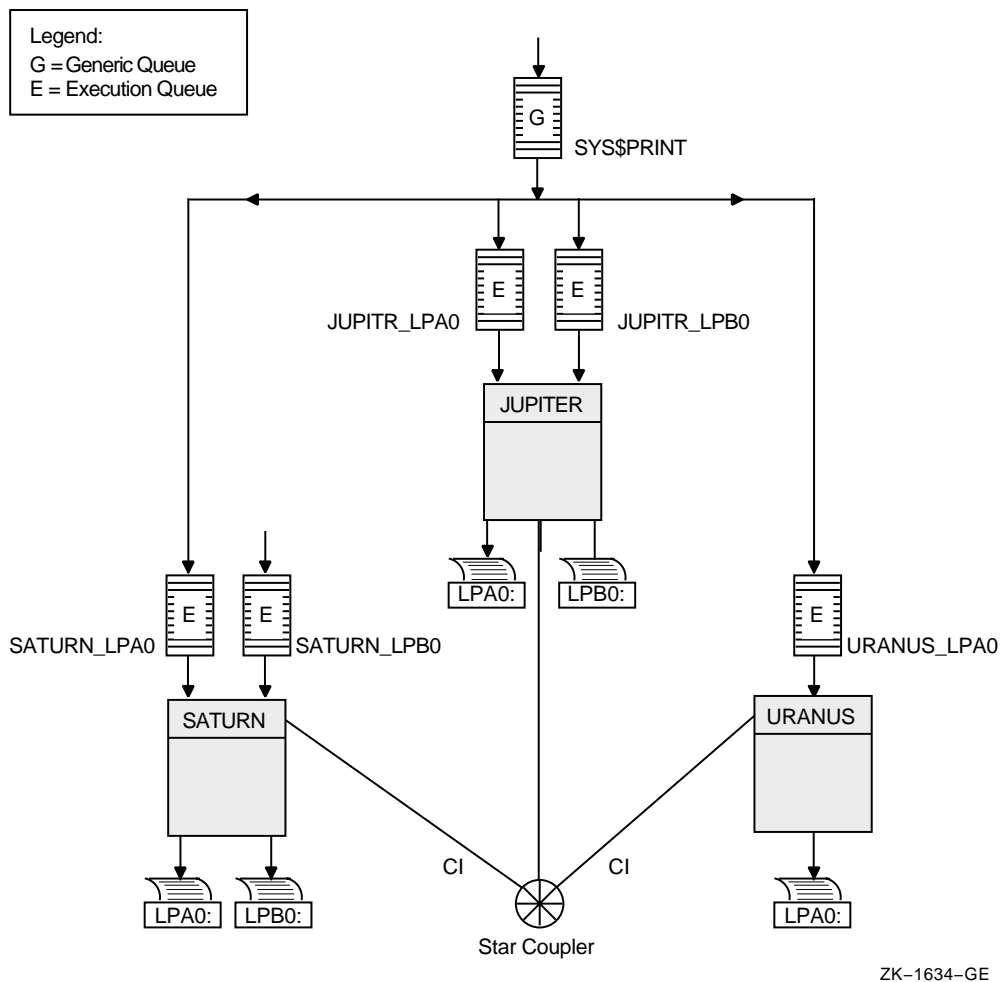 Legend:
G = Generic Queue
E = Execution Queue
G
SYS$PRINT
E
E
JUPITR_LPA0
JUPITR_LPB0
JUPITER
LPA0:
LPB0:
E
E
E
SATURN_LPA0
SATURN_LPB0
URANUS_LPA0
SATURN
URANUS
CI
CI
LPA0:
LPB0:
LPA0:
Star Coupler
ZK–1634–GE